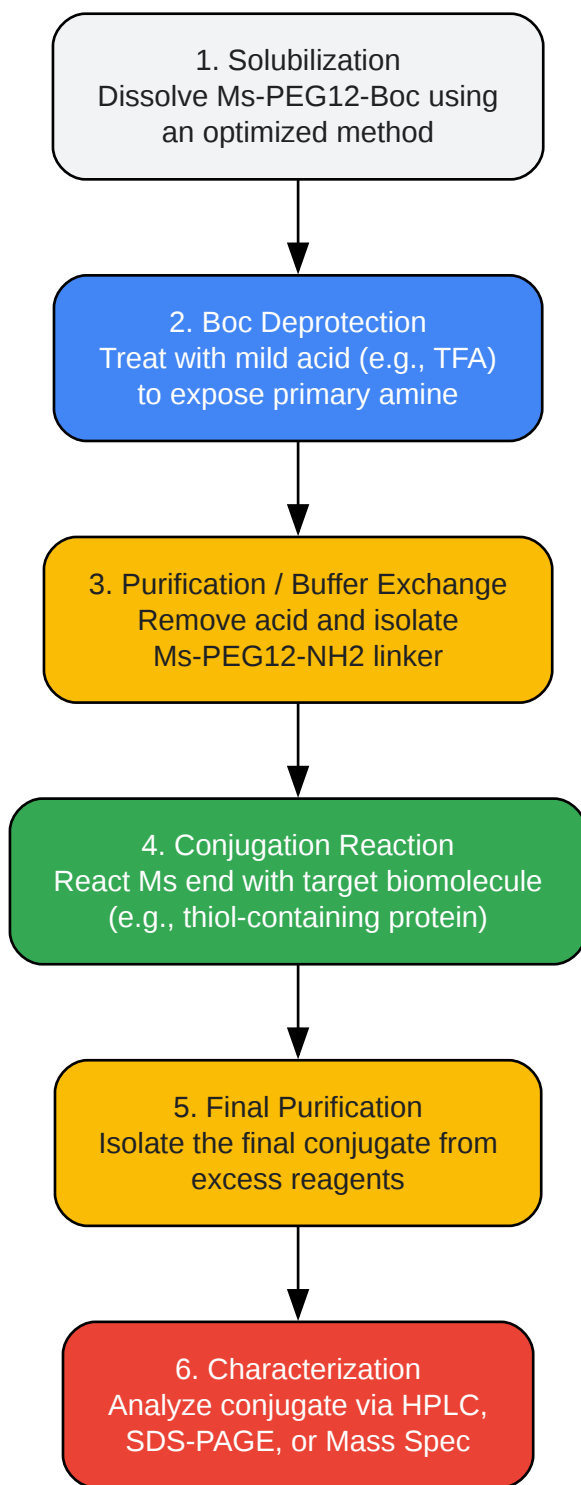 1. Solubilization
Dissolve Ms-PEG12-Boc using
an optimized method
2. Boc Deprotection
Treat with mild acid (e.g., TFA)
to expose primary amine
3. Purification / Buffer Exchange
Remove acid and isolate
Ms-PEG12-NH2 linker
4. Conjugation Reaction
React Ms end with target biomolecule
(e.g., thiol-containing protein)
5. Final Purification
Isolate the final conjugate from
excess reagents
6. Characterization
Analyze conjugate via HPLC,
SDS-PAGE, or Mass Spec